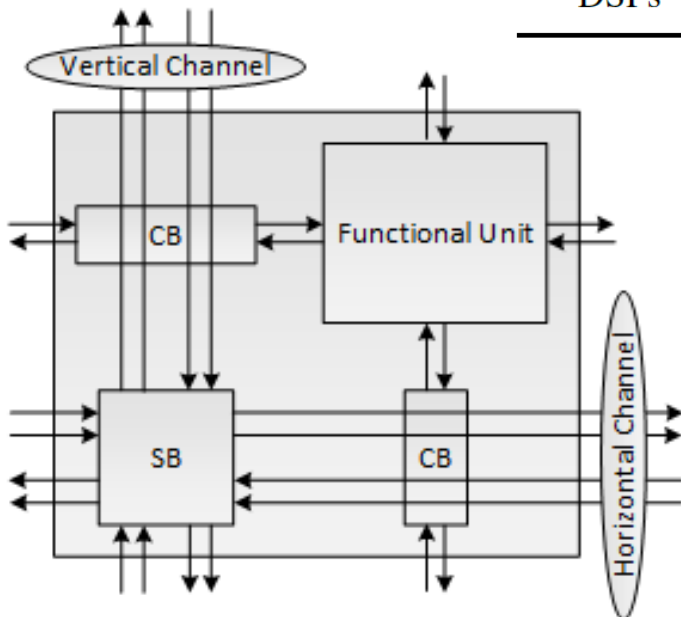 DSPs
Vertical Channel
CB
Functional Unit
Horizontal Channel
SB
CB